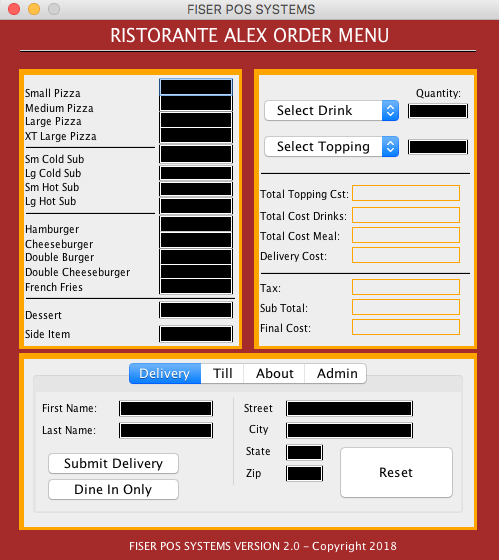 FISER POS SYSTEMS
RISTORANTE ALEX ORDER MENU
Small Pizza
Medium Pizza
Large Pizza
XT Large Pizza
Sm Cold Sub
Lg Cold Sub
Sm Hot Sub
Lg Hot Sub
Hamburger
Cheeseburger
Double Burger
Double Cheeseburger
French Fries
Dessert
Side Item
Quantity:
Select Drink
Select Topping
Total Topping Cst:
Total Cost Drinks:
Total Cost Meal:
Delivery Cost:
Tax:
Sub Total:
Final Cost:
Delivery Till About Admin
First Name:
Last Name:
Submit Delivery
Dine In Only
Street
City
State
Zip
Reset
FISER POS SYSTEMS VERSION 2.0 - Copyright 2018